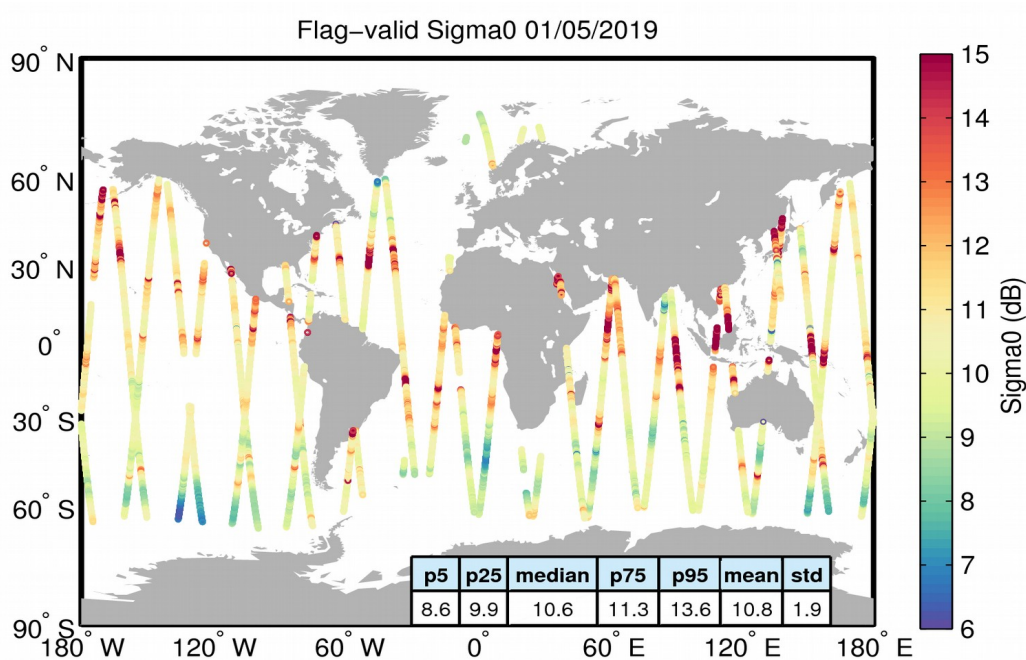 Flag−valid Sigma0 01/05/2019
90° N
60° N
30° N
0°
30° S
60° S
90° S
180° W
120° W
60° W
0°
60° E
120° E
180° E
15
14
13
12
11
10
9
8
7
6
Sigma0 (dB)
p5 p25 median p75 p95 mean std
8.6 9.9 10.6 11.3 13.6 10.8 1.9